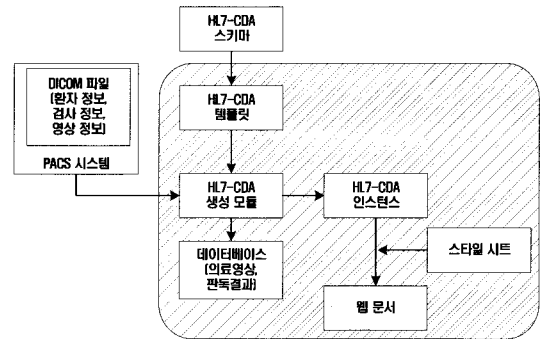 HL7-CDA
스키마
DICOM 파일
(환자 정보,
검사 정보,
영상 정보)
PACS 시스템
HL7-CDA
템플릿
HL7-CDA
생성 모듈
HL7-CDA
인스턴스
데이터베이스
(의료영상,
판독결과)
스타일 시트
웹 문서